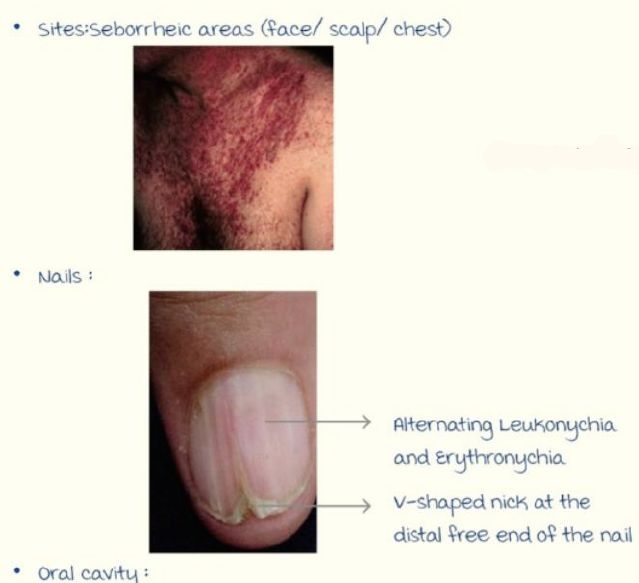 • Sites:Seborrheic areas (face/ scalp/ chest)
• Nails :
Alternating Leukonychia
and Erythronychia
V-shaped nick at the
distal free end of the nail
• Oral cavity :